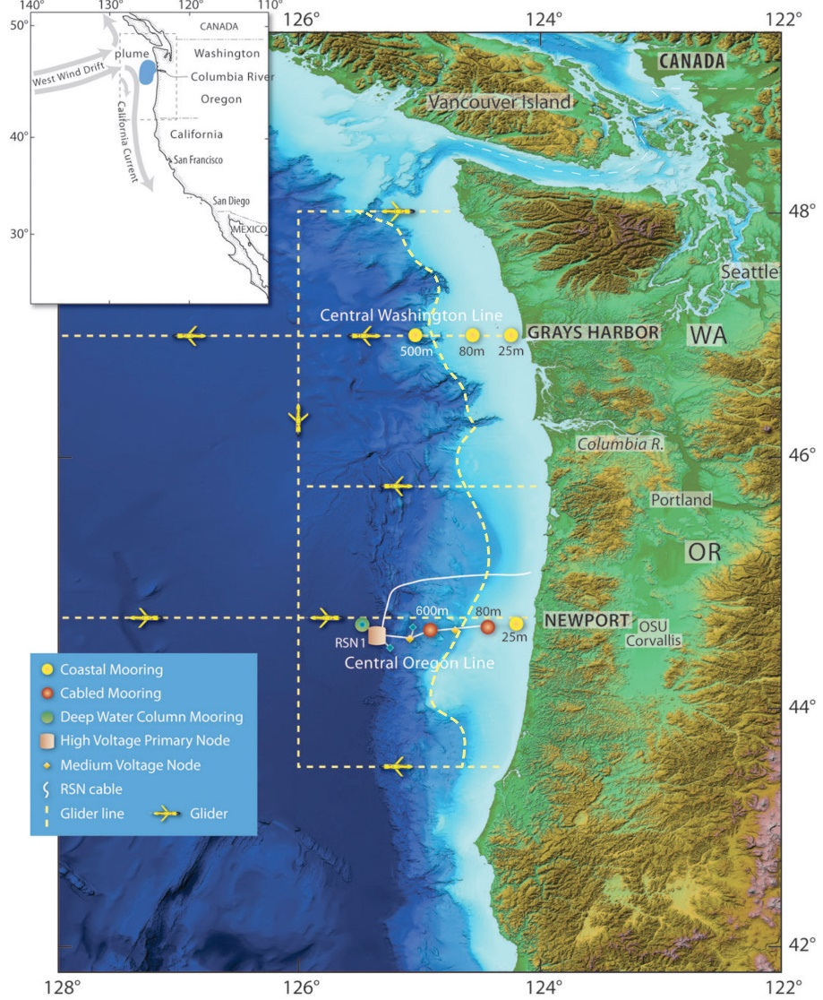 140°
130°
120°
110°
50°
40°
30°
CANADA
Washington
Columbia River
Oregon
California
San Francisco
San Diego
MEXICO
plume
West Wind Drift
California Current
126°
124°
122°
CANADA
Vancouver Island
48°
Seattle
Central Washington Line
GRAYS HARBOR
WA
500m
80m
25m
Columbia R.
46°
Portland
OR
600m
80m
NEWPORT
OSU
Corvallis
25m
RSN1
Central Oregon Line
Coastal Mooring
Cabled Mooring
Deep Water Column Mooring
High Voltage Primary Node
Medium Voltage Node
RSN cable
Glider line
Glider
44°
42°
128°
126°
124°
122°